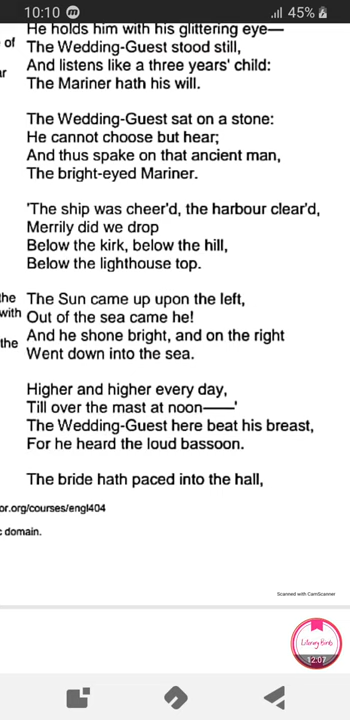 10:10 m 45%
He holds him with his glittering eye—
of The Wedding-Guest stood still,
And listens like a three years' child:
The Mariner hath his will.
The Wedding-Guest sat on a stone:
He cannot choose but hear;
And thus spake on that ancient man,
The bright-eyed Mariner.
'The ship was cheer'd, the harbour clear'd,
Merrily did we drop
Below the kirk, below the hill,
Below the lighthouse top.
the The Sun came up upon the left,
with Out of the sea came he!
the And he shone bright, and on the right
Went down into the sea.
Higher and higher every day,
Till over the mast at noon——'
The Wedding-Guest here beat his breast,
For he heard the loud bassoon.
The bride hath paced into the hall,
or.org/courses/engl404
domain.
Scanned with CamScanner
Literary Birds
12:07